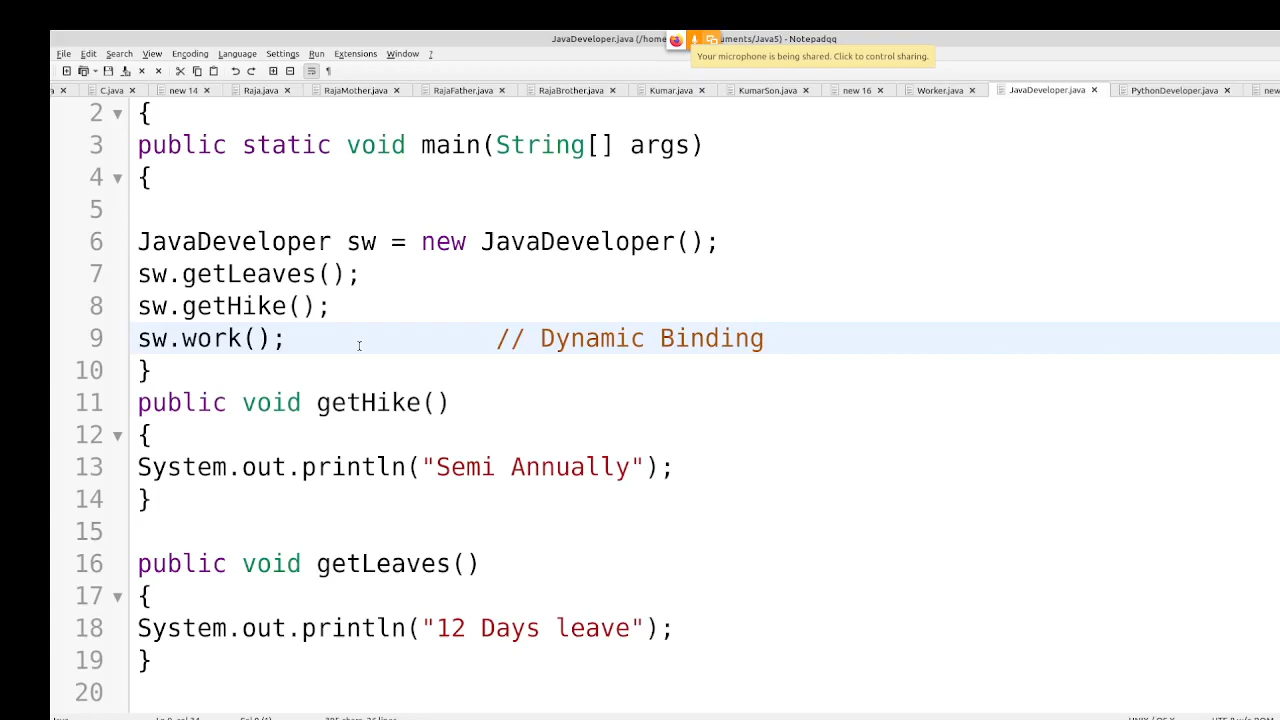 JavaDeveloper.java (/home uments/Java5) - Notepadqq
Your microphone is being shared. Click to control sharing.
File Edit Search View Encoding Language Settings Run Extensions Window ?
a C.java new 14 Raja.java RajaMother.java RajaFather.java RajaBrother.java Kumar.java KumarSon.java new 16 Worker.java JavaDeveloper.java PythonDeveloper.java new
2 {
3 public static void main(String[] args)
4 {
5
6 JavaDeveloper sw = new JavaDeveloper();
7 sw.getLeaves();
8 sw.getHike();
9 sw.work(); // Dynamic Binding
10 }
11 public void getHike()
12 {
13 System.out.println("Semi Annually");
14 }
15
16 public void getLeaves()
17 {
18 System.out.println("12 Days leave");
19 }
20